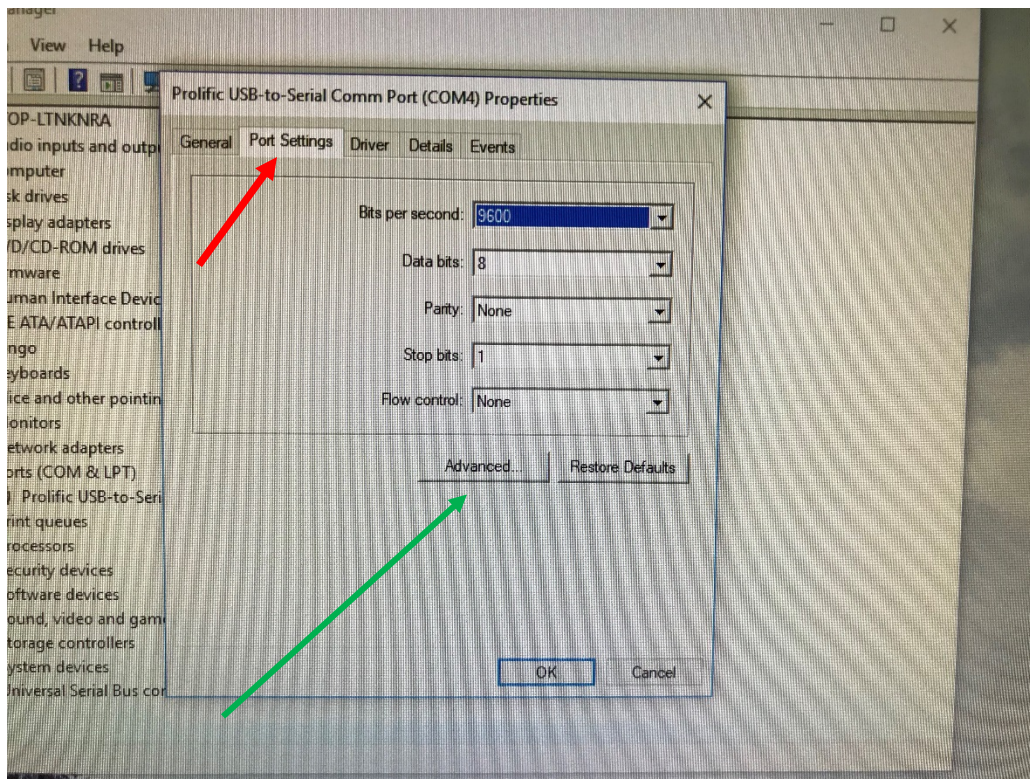 View Help
Prolific USB-to-Serial Comm Port (COM4) Properties
General Port Settings Driver Details Events
Bits per second: 9600
Data bits: 8
Parity: None
Stop bits: 1
Flow control: None
Advanced... Restore Defaults
OK Cancel
anager
OP-LTNKNRA
dio inputs and outp
mputer
sk drives
splay adapters
/D/CD-ROM drives
mware
uman Interface Devic
E ATA/ATAPI controll
ngo
eyboards
ice and other pointin
onitors
etwork adapters
orts (COM & LPT)
Prolific USB-to-Seri
rint queues
rocessors
ecurity devices
oftware devices
ound, video and gam
torage controllers
ystem devices
Universal Serial Bus con